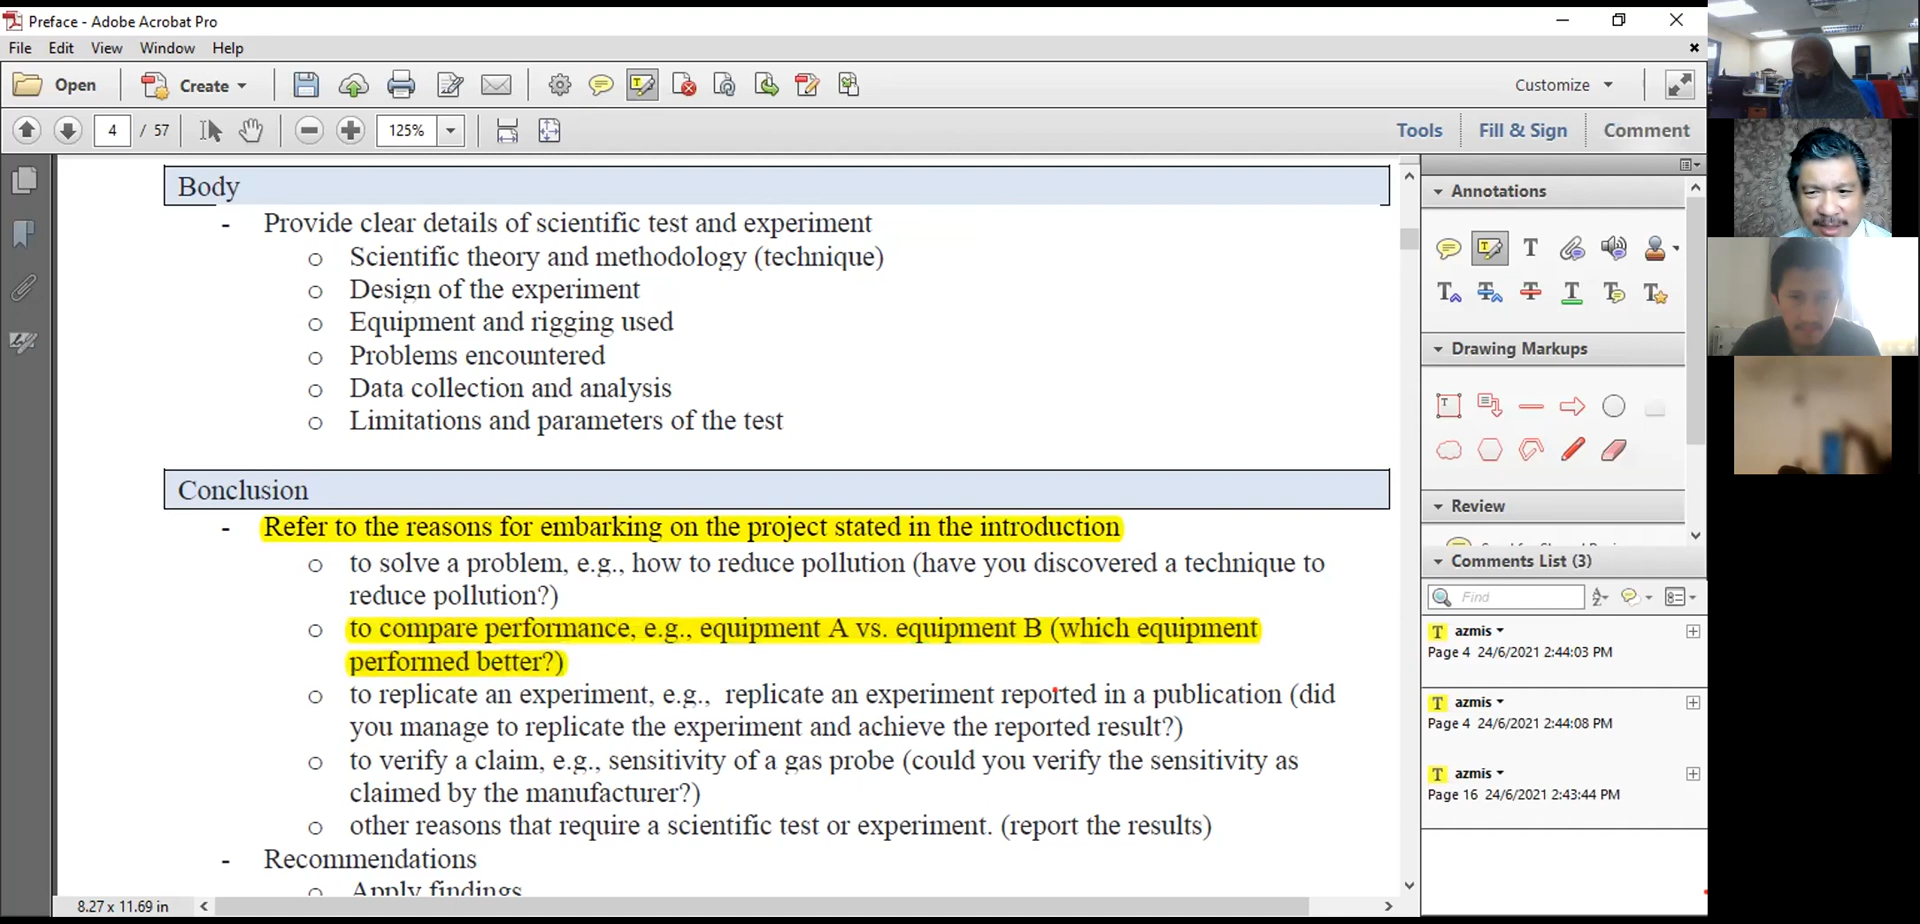 Preface - Adobe Acrobat Pro
File Edit View Window Help
Open Create Customize
4 / 57 125% Tools Fill & Sign Comment
Body
- Provide clear details of scientific test and experiment
o Scientific theory and methodology (technique)
o Design of the experiment
o Equipment and rigging used
o Problems encountered
o Data collection and analysis
o Limitations and parameters of the test
Conclusion
- Refer to the reasons for embarking on the project stated in the introduction
o to solve a problem, e.g., how to reduce pollution (have you discovered a technique to
reduce pollution?)
o to compare performance, e.g., equipment A vs. equipment B (which equipment
performed better?)
o to replicate an experiment, e.g., replicate an experiment reported in a publication (did
you manage to replicate the experiment and achieve the reported result?)
o to verify a claim, e.g., sensitivity of a gas probe (could you verify the sensitivity as
claimed by the manufacturer?)
o other reasons that require a scientific test or experiment. (report the results)
- Recommendations
o Apply findings
8.27 x 11.69 in
Annotations
Drawing Markups
Review
Comments List (3)
Find
azmis
Page 4 24/6/2021 2:44:03 PM
azmis
Page 4 24/6/2021 2:44:08 PM
azmis
Page 16 24/6/2021 2:43:44 PM